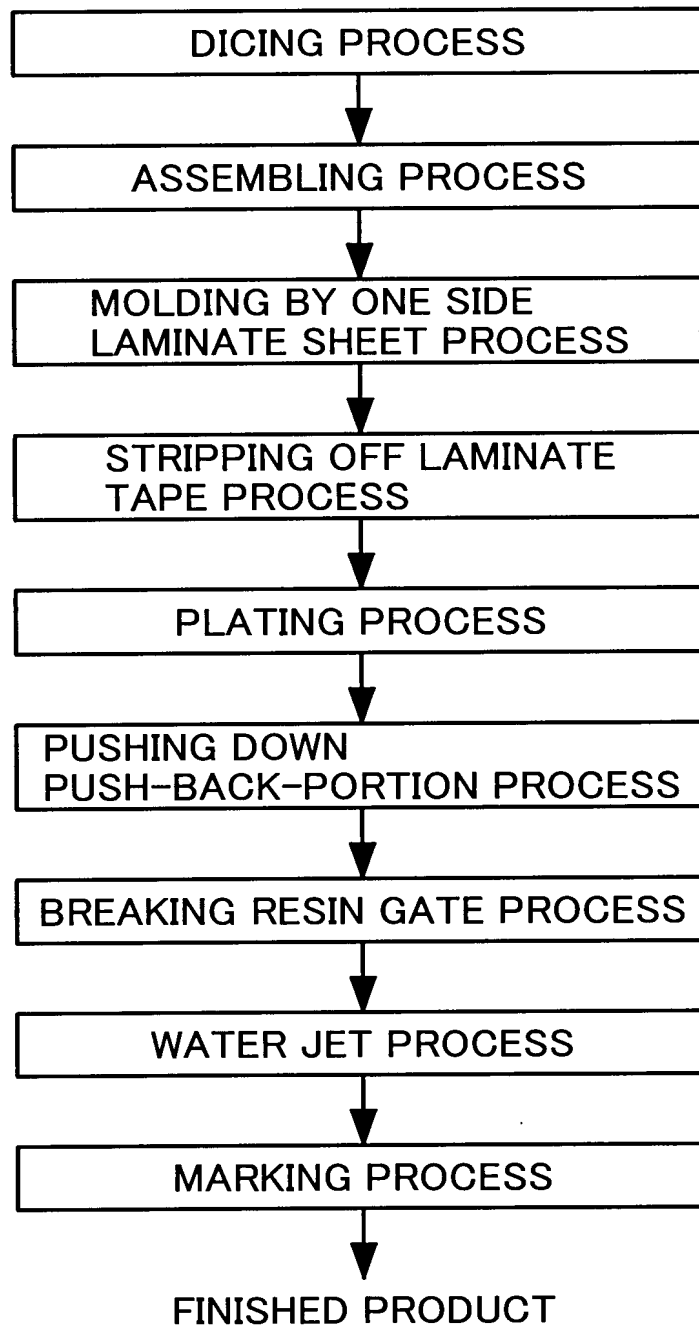 DICING PROCESS
ASSEMBLING PROCESS
MOLDING BY ONE SIDE
LAMINATE SHEET PROCESS
STRIPPING OFF LAMINATE
TAPE PROCESS
PLATING PROCESS
PUSHING DOWN
PUSH-BACK-PORTION PROCESS
BREAKING RESIN GATE PROCESS
WATER JET PROCESS
MARKING PROCESS
FINISHED PRODUCT